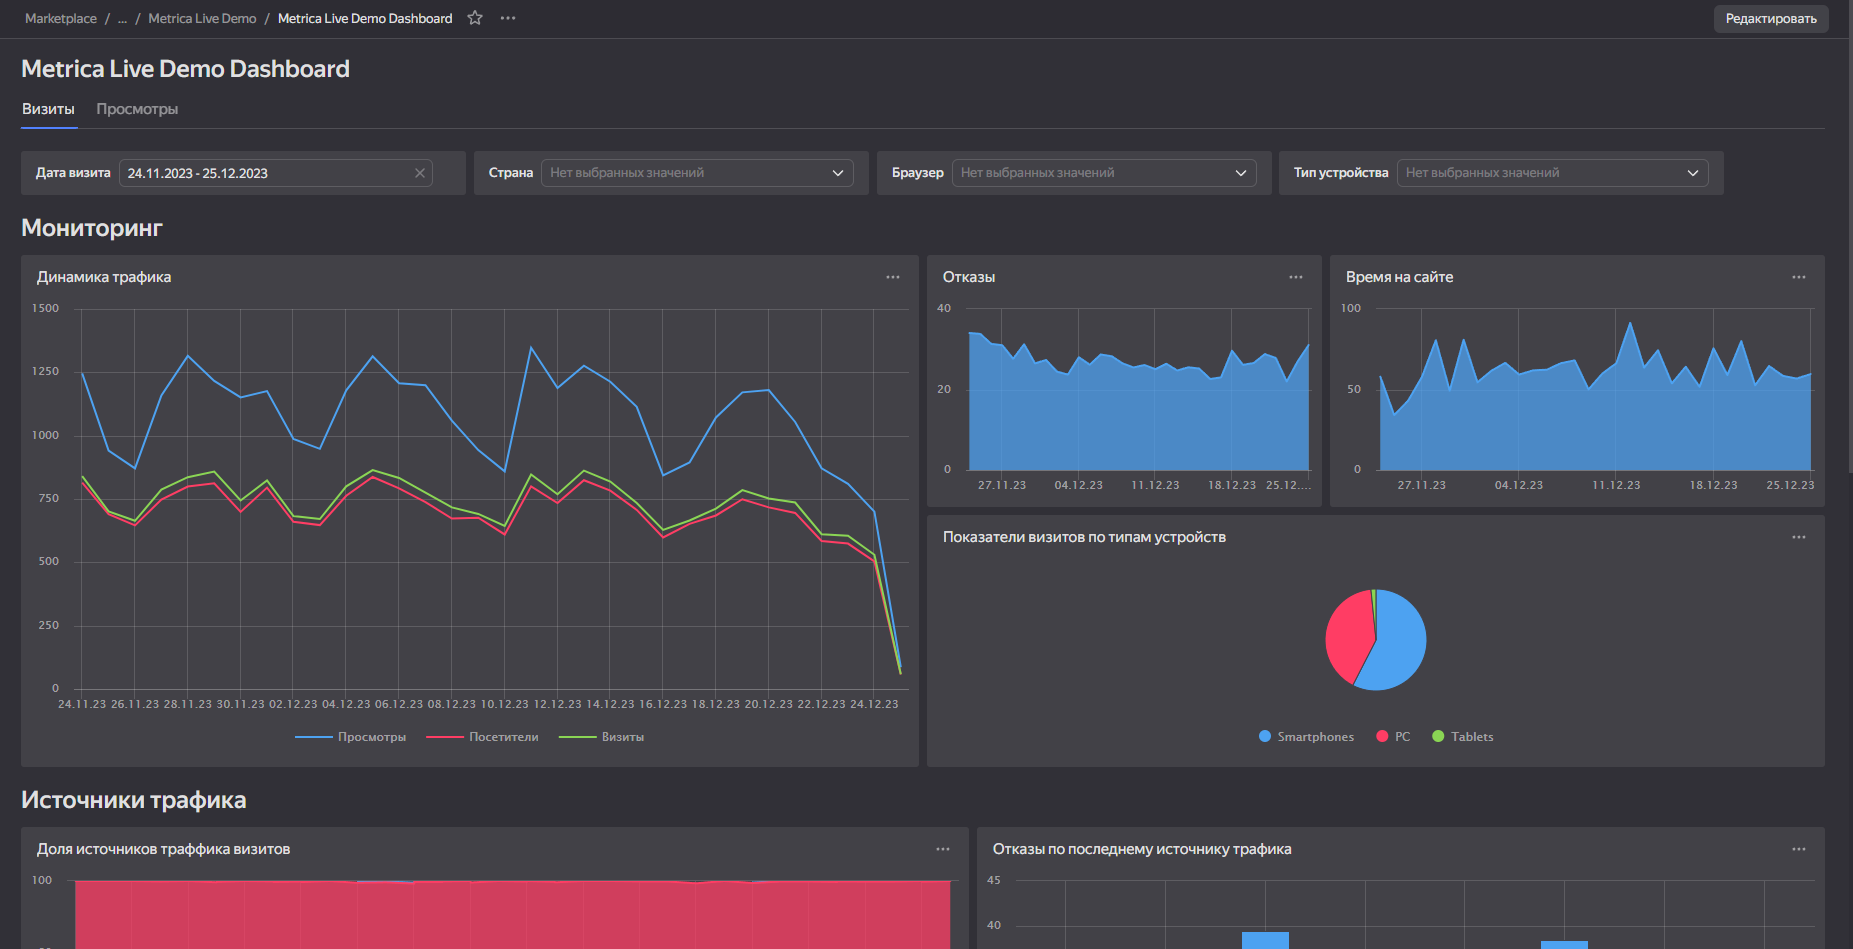 Marketplace / ... / Metrica Live Demo / Metrica Live Demo Dashboard
Редактировать
Metrica Live Demo Dashboard
Визиты Просмотры
Дата визита 24.11.2023 - 25.12.2023
Страна Нет выбранных значений
Браузер Нет выбранных значений
Тип устройства Нет выбранных значений
Мониторинг
Динамика трафика
1500
1250
1000
750
500
250
0
24.11.23 26.11.23 28.11.23 30.11.23 02.12.23 04.12.23 06.12.23 08.12.23 10.12.23 12.12.23 14.12.23 16.12.23 18.12.23 20.12.23 22.12.23 24.12.23
Просмотры Посетители Визиты
Отказы
40
20
0
27.11.23 04.12.23 11.12.23 18.12.23 25.12....
Время на сайте
100
50
0
27.11.23 04.12.23 11.12.23 18.12.23 25.12.23
Показатели визитов по типам устройств
Smartphones PC Tablets
Источники трафика
Доля источников траффика визитов
100
Отказы по последнему источнику трафика
45
40